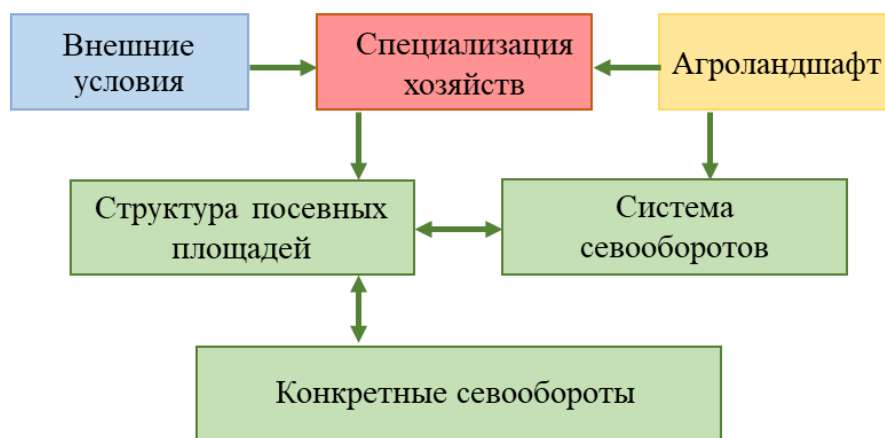 Внешние
условия
Специализация
хозяйств
Агроландшафт
Структура посевных
площадей
Система
севооборотов
Конкретные севообороты